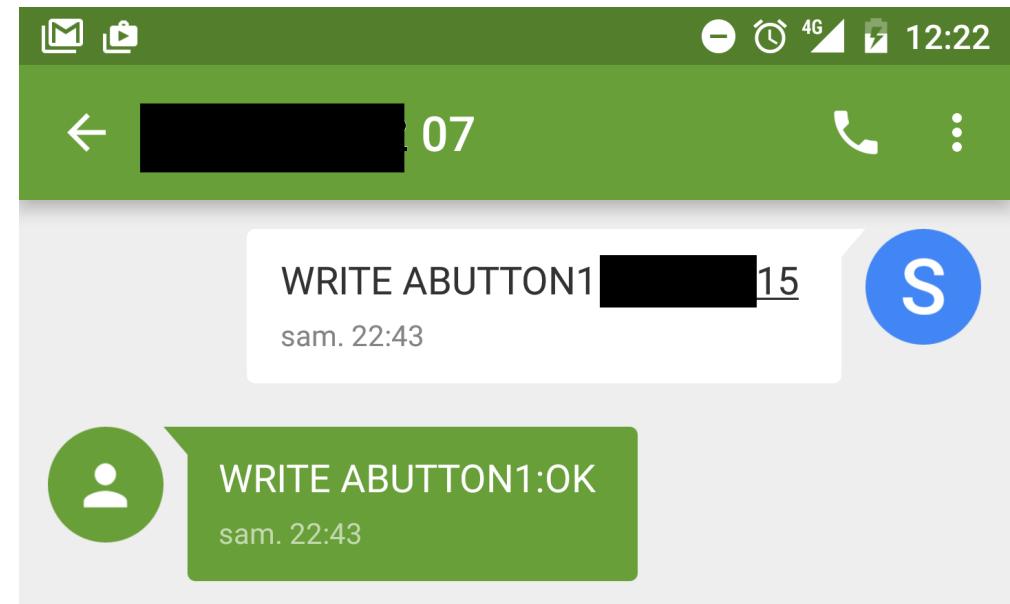 4G 12:22
07
WRITE ABUTTON1 15
sam. 22:43
S
WRITE ABUTTON1:OK
sam. 22:43